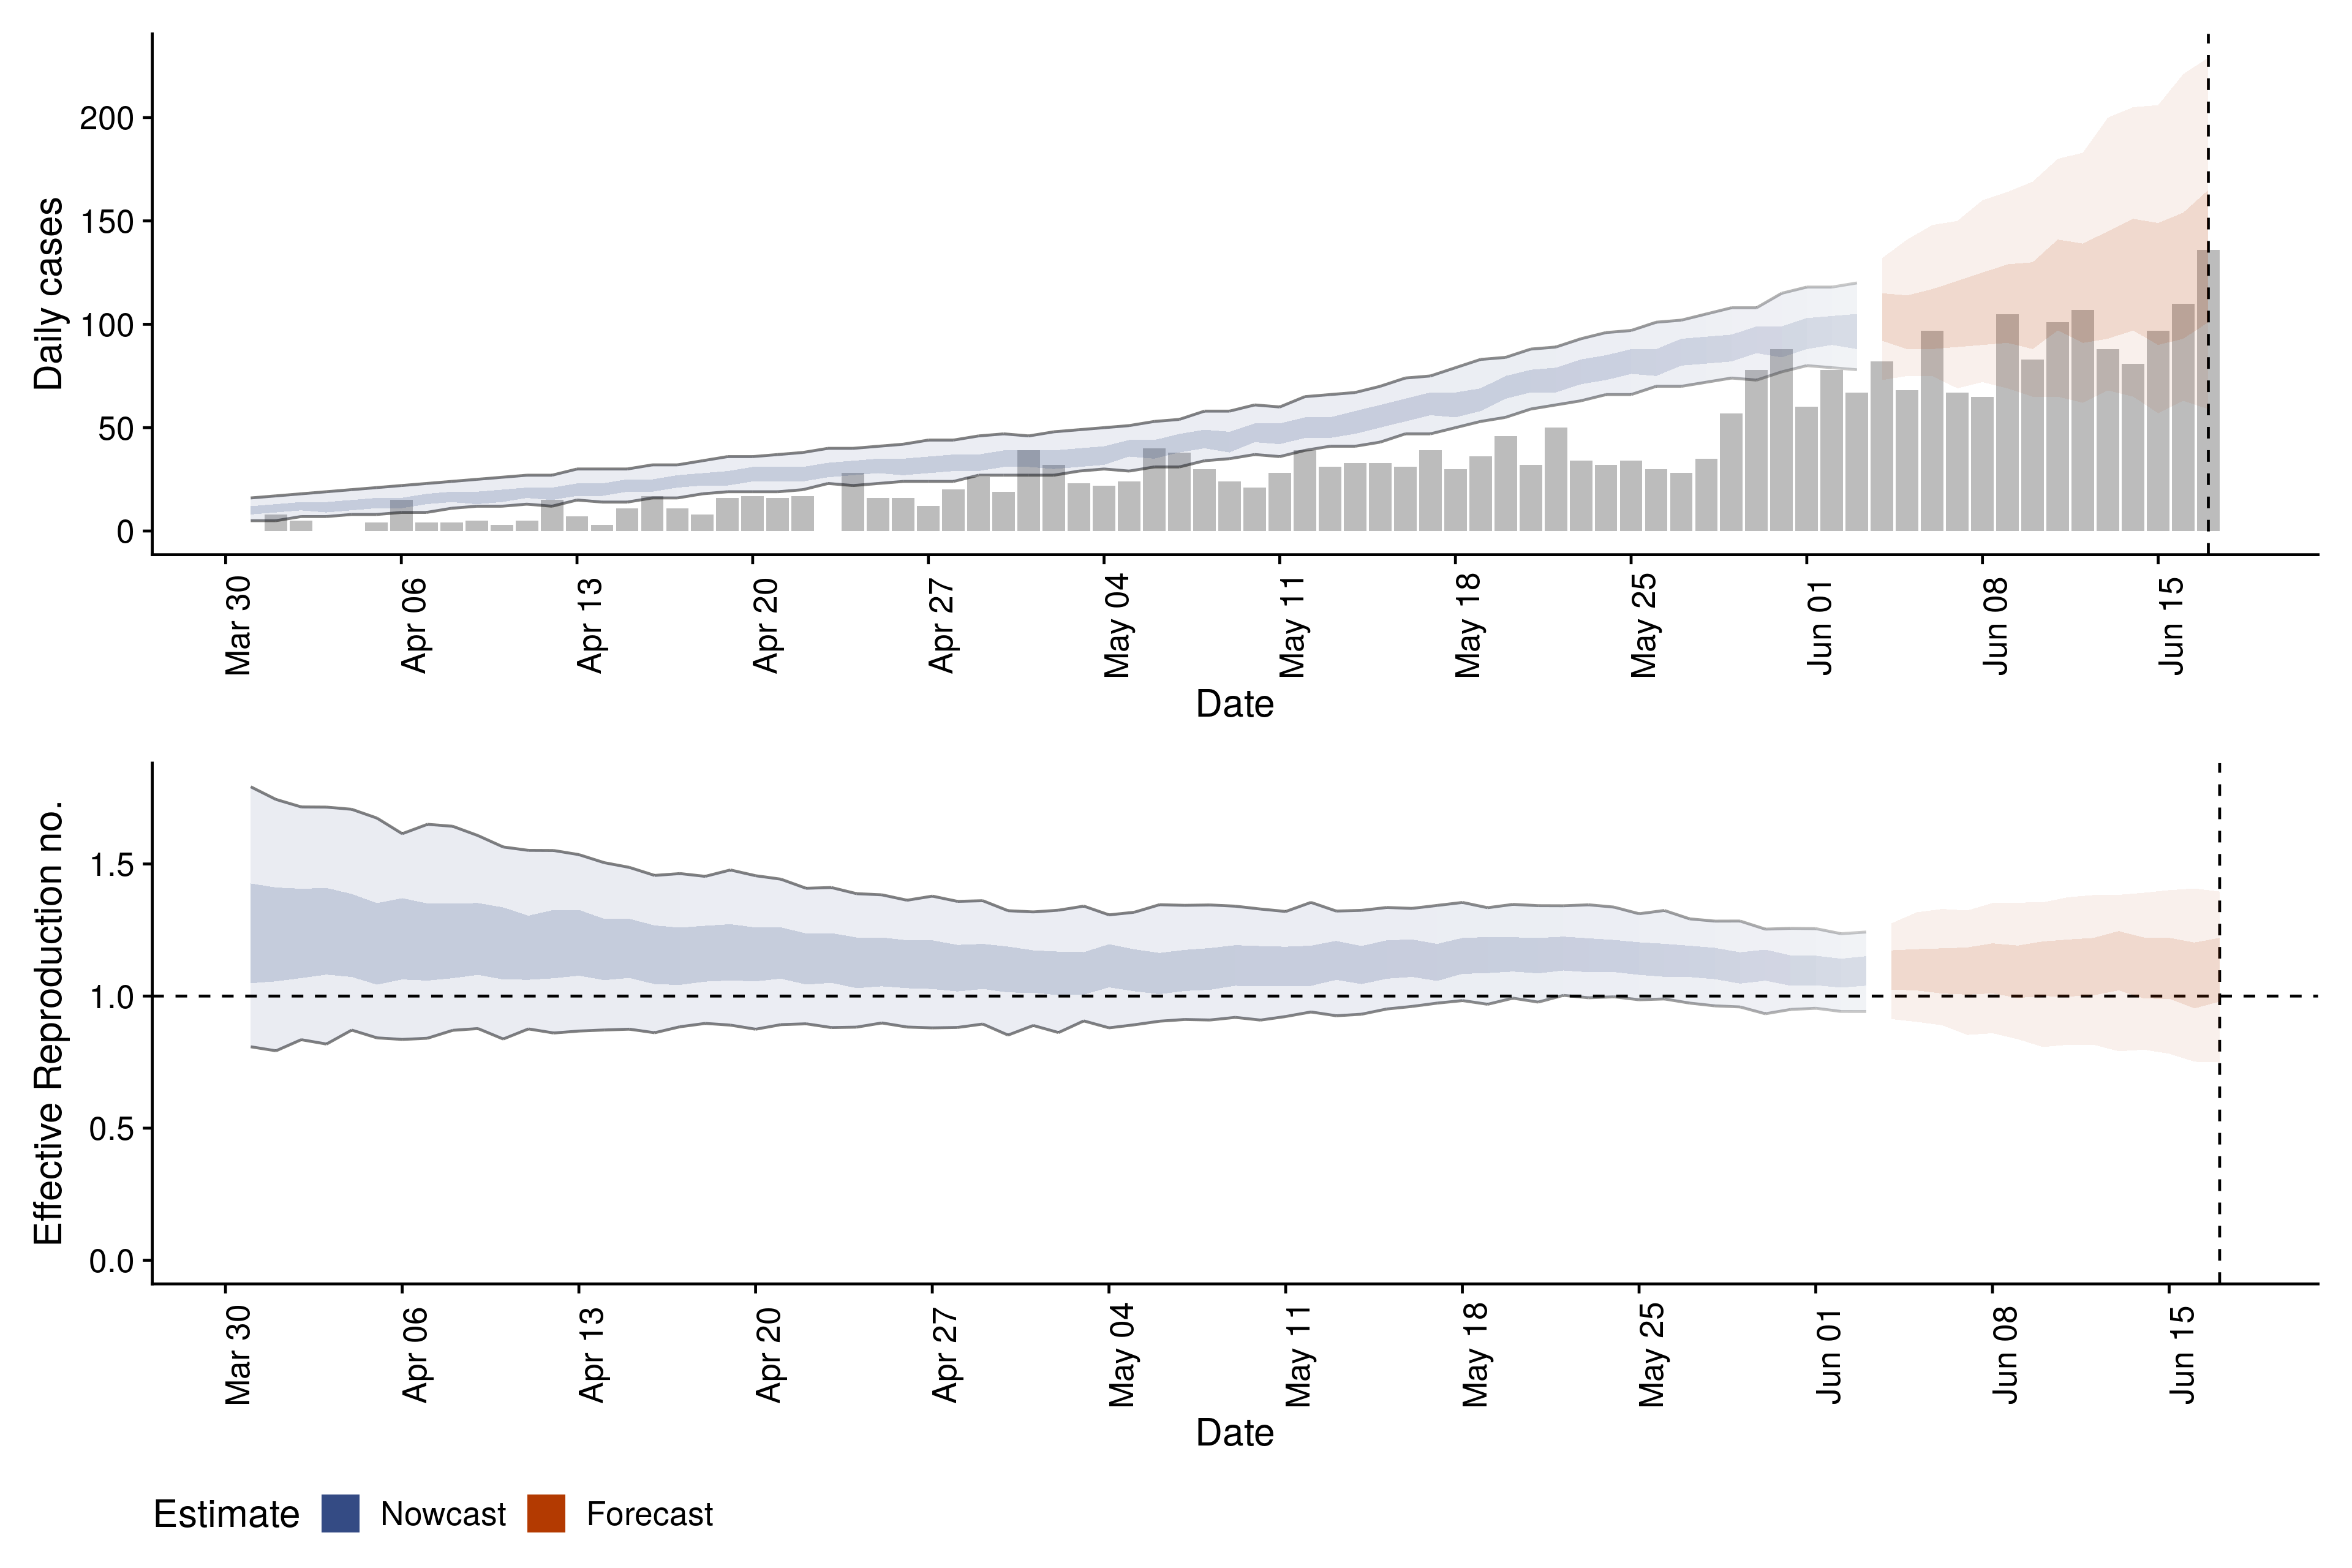 Daily cases
200
150
100
50
0
Mar 30
Apr 06
Apr 13
Apr 20
Apr 27
May 04
May 11
May 18
May 25
Jun 01
Jun 08
Jun 15
Date
Effective Reproduction no.
1.5
1.0
0.5
0.0
Mar 30
Apr 06
Apr 13
Apr 20
Apr 27
May 04
May 11
May 18
May 25
Jun 01
Jun 08
Jun 15
Date
Estimate Nowcast Forecast